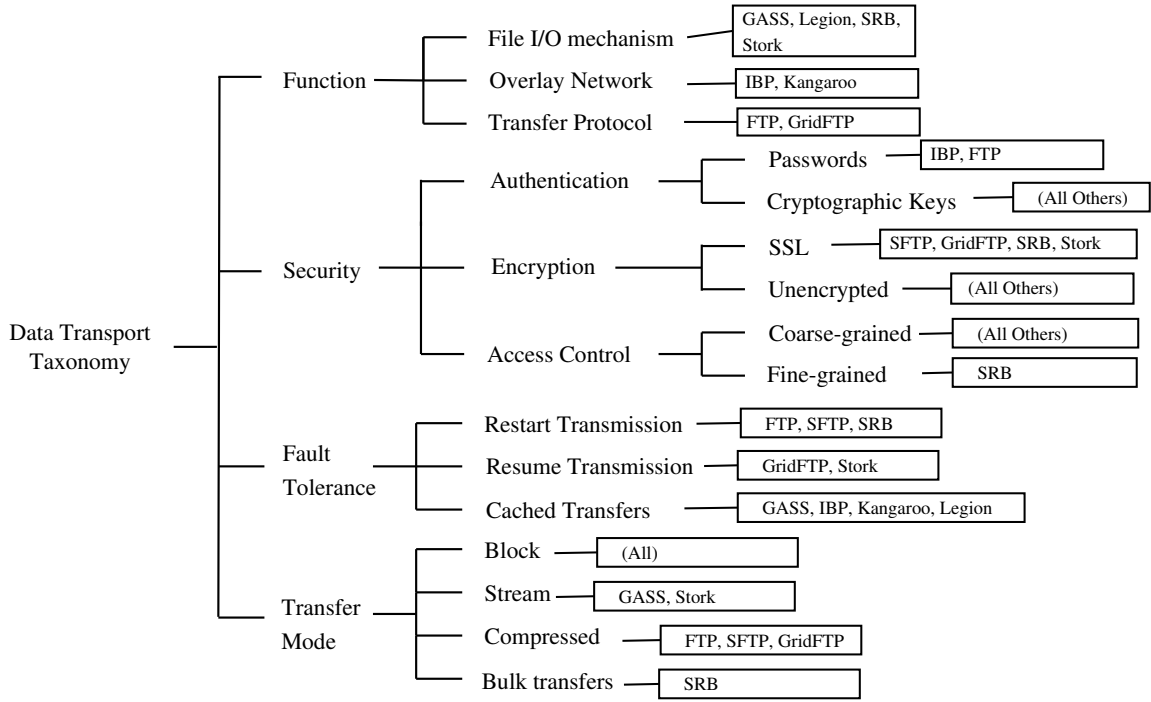 Data Transport
Taxonomy
Function
File I/O mechanism
GASS, Legion, SRB,
Stork
Overlay Network
IBP, Kangaroo
Transfer Protocol
FTP, GridFTP
Security
Authentication
Passwords
IBP, FTP
Cryptographic Keys
(All Others)
Encryption
SSL
SFTP, GridFTP, SRB, Stork
Unencrypted
(All Others)
Access Control
Coarse-grained
(All Others)
Fine-grained
SRB
Fault
Tolerance
Restart Transmission
FTP, SFTP, SRB
Resume Transmission
GridFTP, Stork
Cached Transfers
GASS, IBP, Kangaroo, Legion
Transfer
Mode
Block
(All)
Stream
GASS, Stork
Compressed
FTP, SFTP, GridFTP
Bulk transfers
SRB